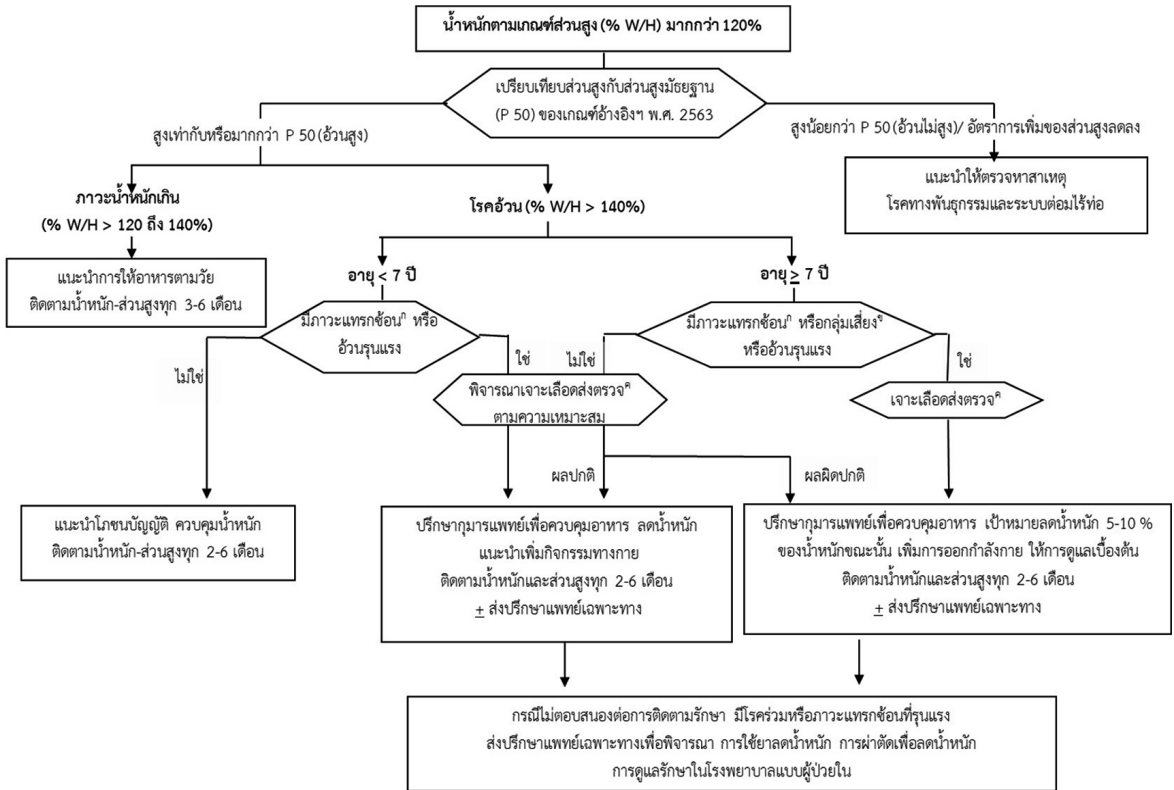 น้ำหนักตามเกณฑ์ส่วนสูง (% W/H) มากกว่า 120%
เปรียบเทียบส่วนสูงกับส่วนสูงมัธยฐาน
(P 50) ของเกณฑ์อ้างอิงฯ พ.ศ. 2563
สูงเท่ากับหรือมากกว่า P 50 (อ้วนสูง)
สูงน้อยกว่า P 50 (อ้วนไม่สูง)/ อัตราการเพิ่มของส่วนสูงลดลง
แนะนำให้ตรวจหาสาเหตุ
โรคทางพันธุกรรมและระบบต่อมไร้ท่อ
ภาวะน้ำหนักเกิน
(% W/H > 120 ถึง 140%)
โรคอ้วน (% W/H > 140%)
แนะนำการให้อาหารตามวัย
ติดตามน้ำหนัก-ส่วนสูงทุก 3-6 เดือน
อายุ < 7 ปี
อายุ ≥ 7 ปี
มีภาวะแทรกซ้อนᶯ หรือ
อ้วนรุนแรง
มีภาวะแทรกซ้อนᶯ หรือกลุ่มเสี่ยงข
หรืออ้วนรุนแรง
ไม่ใช่
ใช่
ไม่ใช่
ใช่
พิจารณาเจาะเลือดส่งตรวจค
ตามความเหมาะสม
เจาะเลือดส่งตรวจค
ผลปกติ
ผลผิดปกติ
แนะนำโภชนบัญญัติ ควบคุมน้ำหนัก
ติดตามน้ำหนัก-ส่วนสูงทุก 2-6 เดือน
ปรึกษากุมารแพทย์เพื่อควบคุมอาหาร ลดน้ำหนัก
แนะนำเพิ่มกิจกรรมทางกาย
ติดตามน้ำหนักและส่วนสูงทุก 2-6 เดือน
± ส่งปรึกษาแพทย์เฉพาะทาง
ปรึกษากุมารแพทย์เพื่อควบคุมอาหาร เป้าหมายลดน้ำหนัก 5-10 %
ของน้ำหนักขณะนั้น เพิ่มการออกกำลังกาย ให้การดูแลเบื้องต้น
ติดตามน้ำหนักและส่วนสูงทุก 2-6 เดือน
± ส่งปรึกษาแพทย์เฉพาะทาง
กรณีไม่ตอบสนองต่อการติดตามรักษา มีโรคร่วมหรือภาวะแทรกซ้อนที่รุนแรง
ส่งปรึกษาแพทย์เฉพาะทางเพื่อพิจารณา การใช้ยาลดน้ำหนัก การผ่าตัดเพื่อลดน้ำหนัก
การดูแลรักษาในโรงพยาบาลแบบผู้ป่วยใน